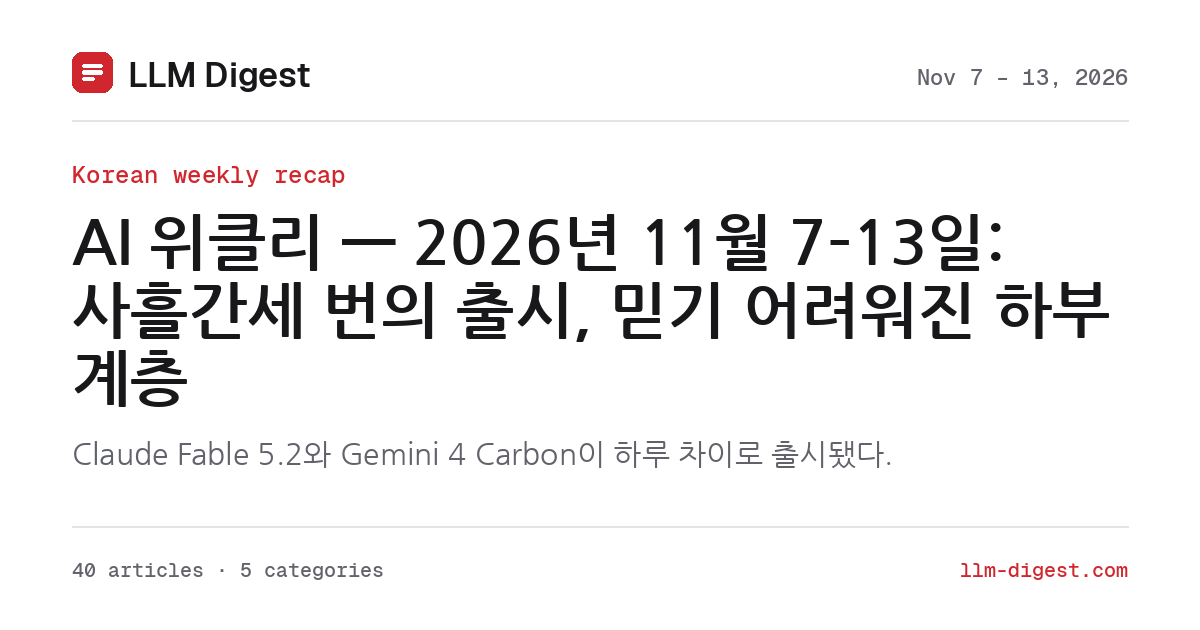 LLM Digest
Nov 7 – 13, 2026
Korean weekly recap
AI 위클리 — 2026년 11월 7-13일:
사흘간세 번의 출시, 믿기 어려워진 하부
계층
Claude Fable 5.2와 Gemini 4 Carbon이 하루 차이로 출시됐다.
40 articles · 5 categories
llm-digest.com